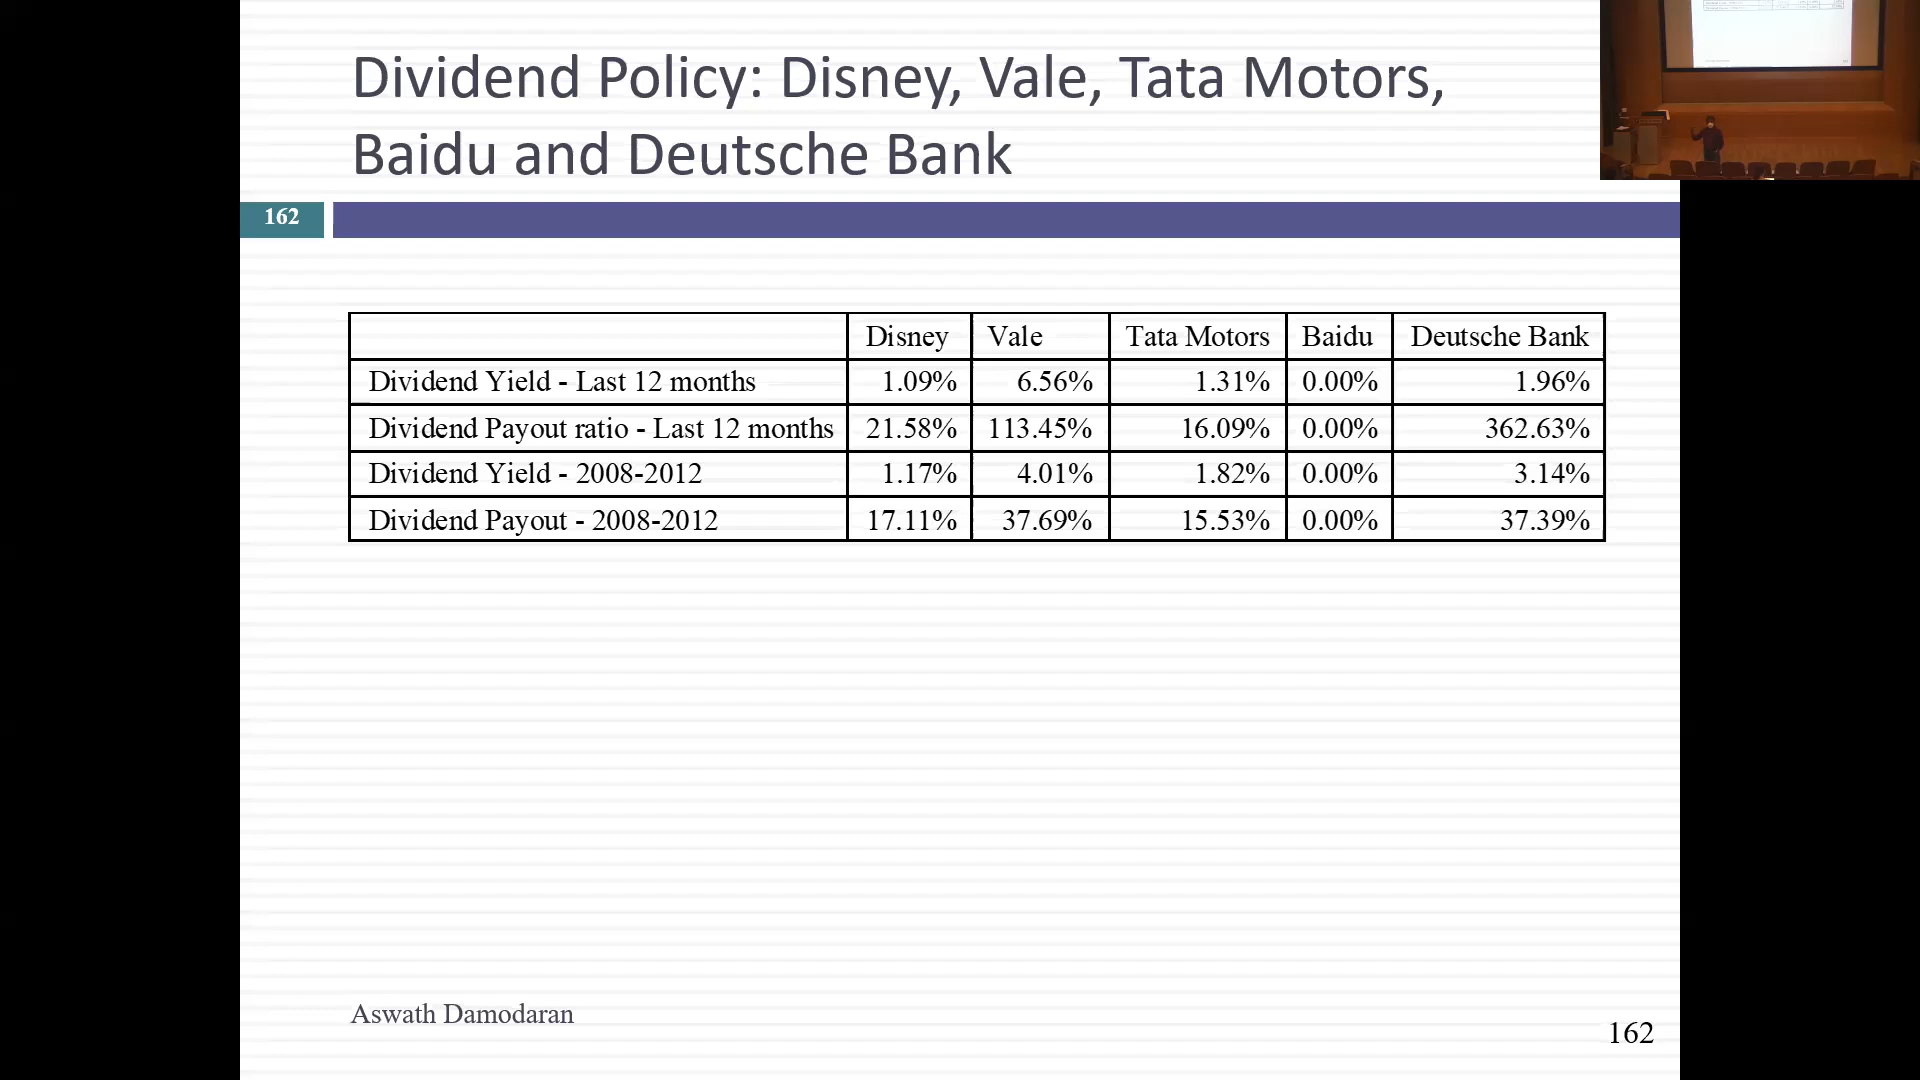 Dividend Policy: Disney, Vale, Tata Motors,
Baidu and Deutsche Bank
162
Disney Vale Tata Motors Baidu Deutsche Bank
Dividend Yield - Last 12 months 1.09% 6.56% 1.31% 0.00% 1.96%
Dividend Payout ratio - Last 12 months 21.58% 113.45% 16.09% 0.00% 362.63%
Dividend Yield - 2008-2012 1.17% 4.01% 1.82% 0.00% 3.14%
Dividend Payout - 2008-2012 17.11% 37.69% 15.53% 0.00% 37.39%
Aswath Damodaran
162